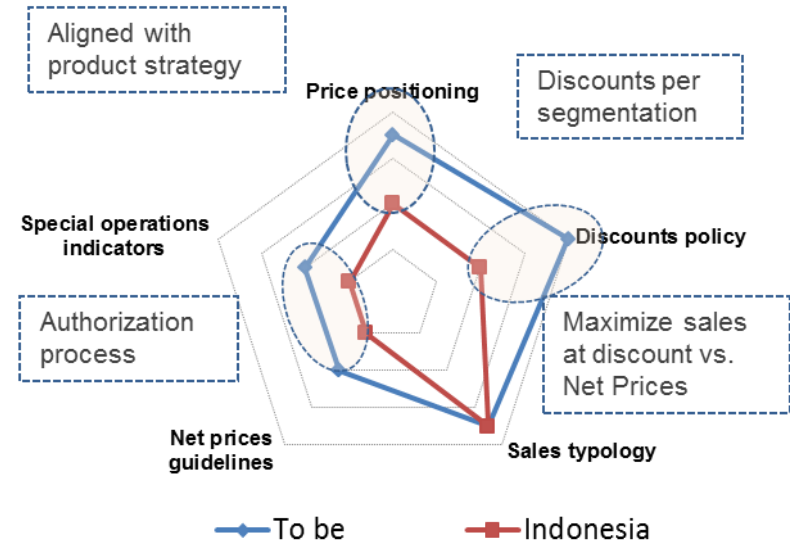 Aligned with
product strategy
Price positioning
Discounts per
segmentation
Special operations
indicators
Discounts policy
Authorization
process
Maximize sales
at discount vs.
Net Prices
Net prices
guidelines
Sales typology
To be
Indonesia